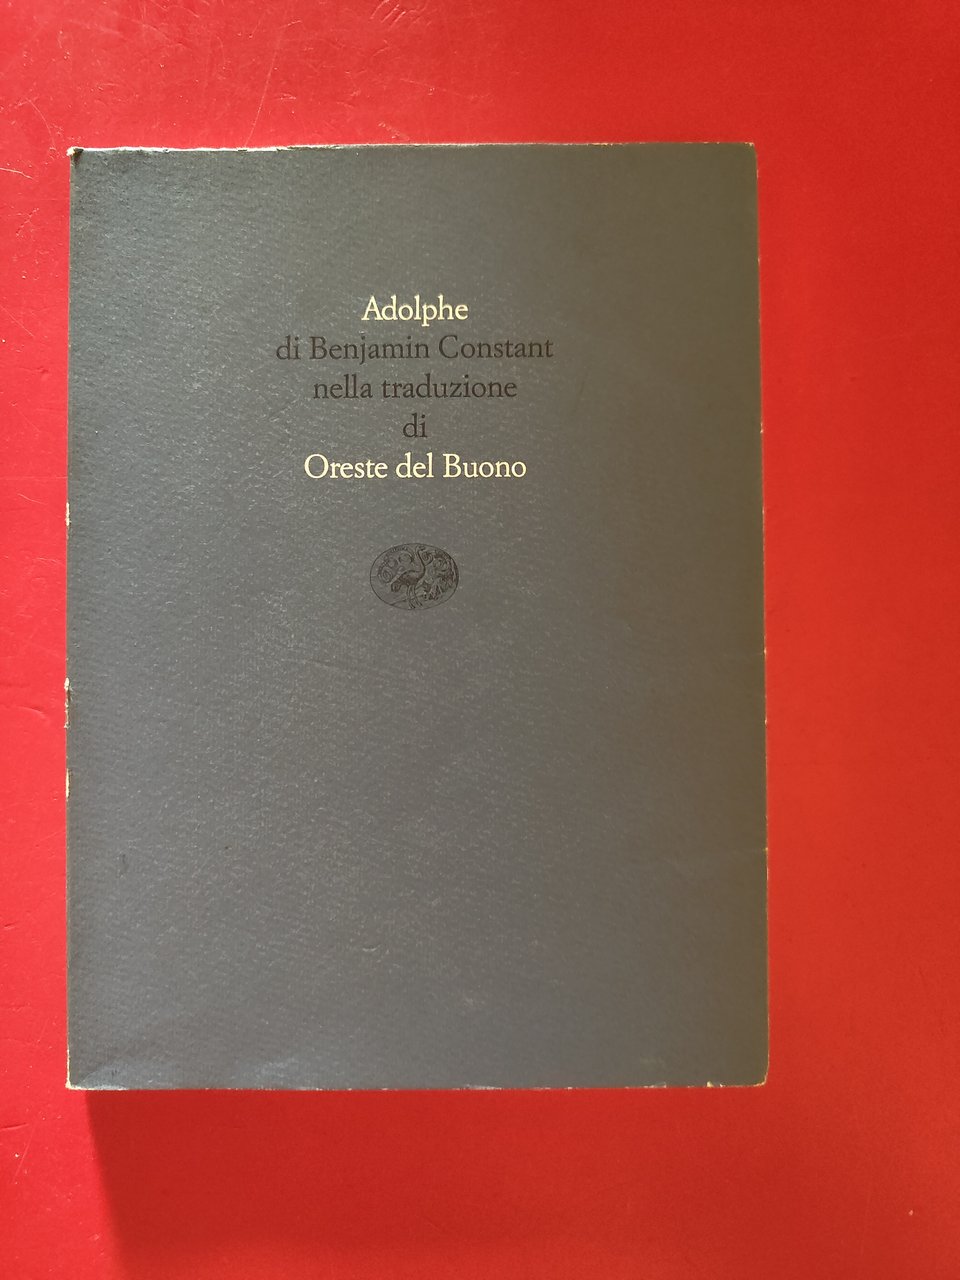 Adolphe
di Benjamin Constant
nella traduzione
di
Oreste del Buono